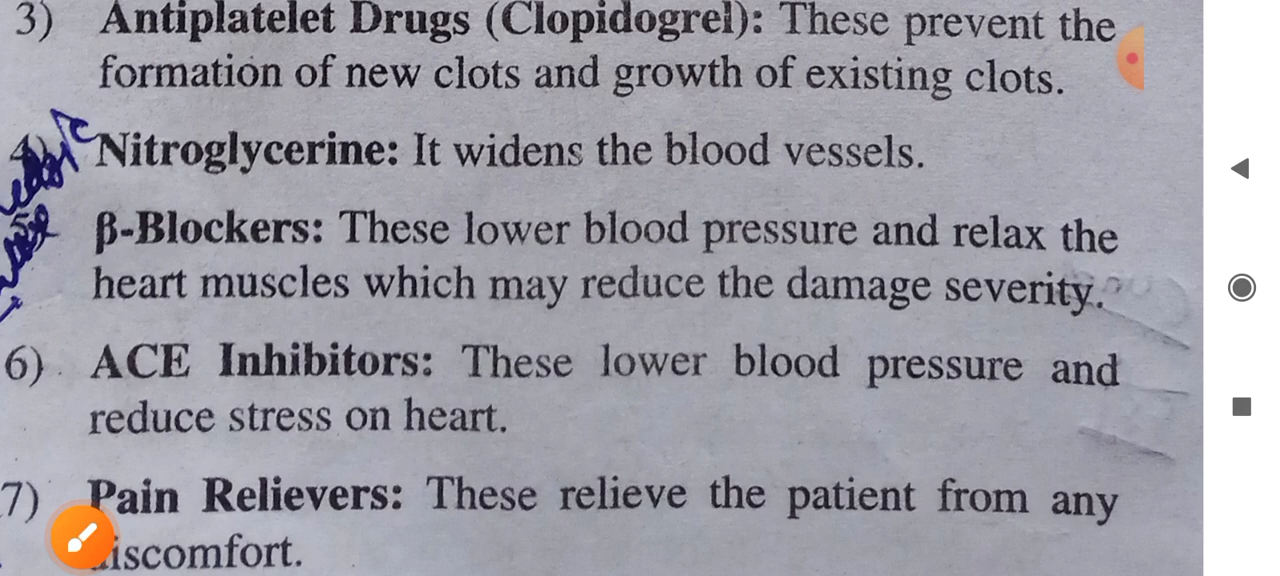 3) Antiplatelet Drugs (Clopidogrel): These prevent the
formation of new clots and growth of existing clots.
4) Nitroglycerine: It widens the blood vessels.
β-Blockers: These lower blood pressure and relax the
heart muscles which may reduce the damage severity.
6) ACE Inhibitors: These lower blood pressure and
reduce stress on heart.
7) Pain Relievers: These relieve the patient from any
iscomfort.